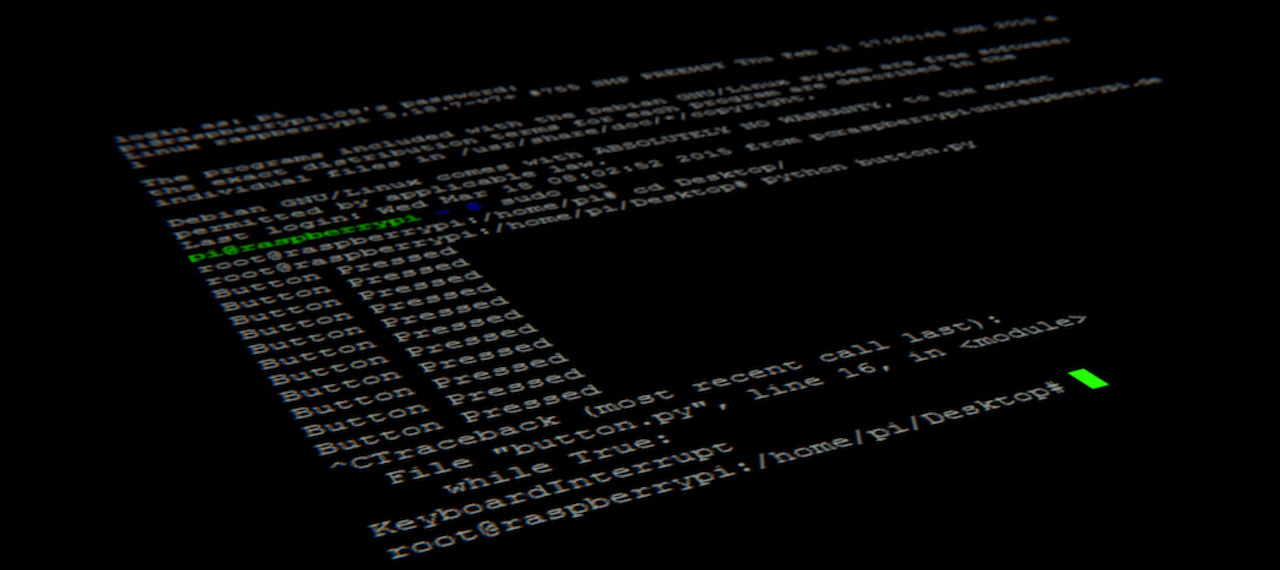 login as: pi
pi@raspberrypi109's password:
Linux raspberrypi 3.18.7-v7+ #755 SMP PREEMPT Thu Feb 12 17:20:48 GMT 2015 a
l
The programs included with the Debian GNU/Linux system are free software;
the exact distribution terms for each program are described in the
individual files in /usr/share/doc/*/copyright.
Debian GNU/Linux comes with ABSOLUTELY NO WARRANTY, to the extent
permitted by applicable law.
Last login: Wed Mar 18 08:02:52 2015 from pcraspberrypiuniraspberrypi.de
pi@raspberrypi ~ $ sudo su
root@raspberrypi:/home/pi# cd Desktop/
root@raspberrypi:/home/pi/Desktop# python button.py
Button Pressed
Button Pressed
Button Pressed
Button Pressed
Button Pressed
Button Pressed
Button Pressed
Button Pressed
Button Pressed
Button Pressed
Button Pressed
^CTraceback (most recent call last):
File "button.py", line 16, in <module>
while True:
KeyboardInterrupt
root@raspberrypi:/home/pi/Desktop#